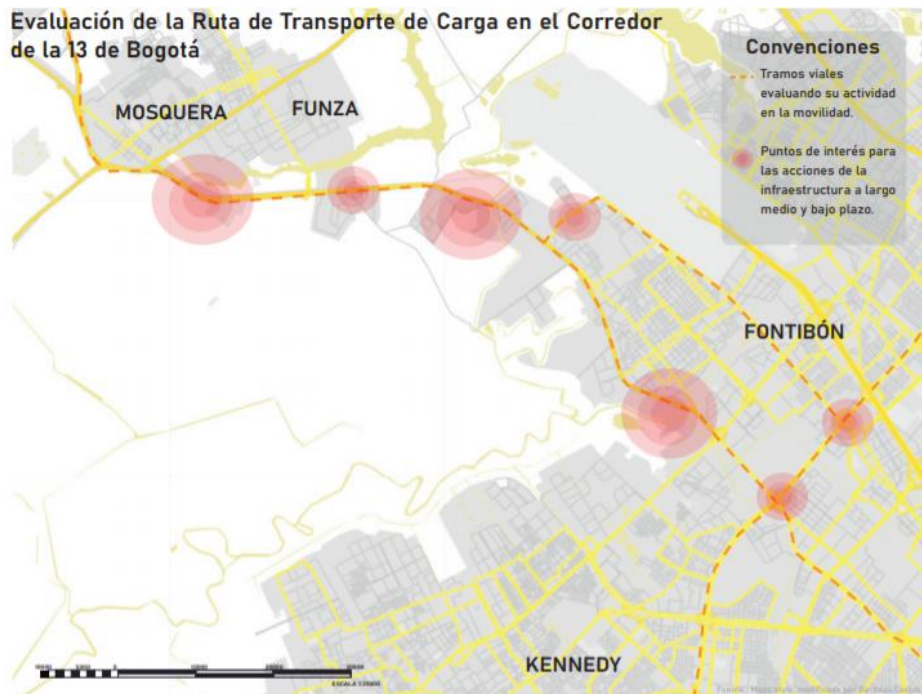 Evaluación de la Ruta de Transporte de Carga en el Corredor
de la 13 de Bogotá
Convenciones
Tramos viales
evaluando su actividad
en la movilidad.
Puntos de interés para
las acciones de la
infraestructura a largo
medio y bajo plazo.
MOSQUERA
FUNZA
FONTIBÓN
KENNEDY
0
ESCALA